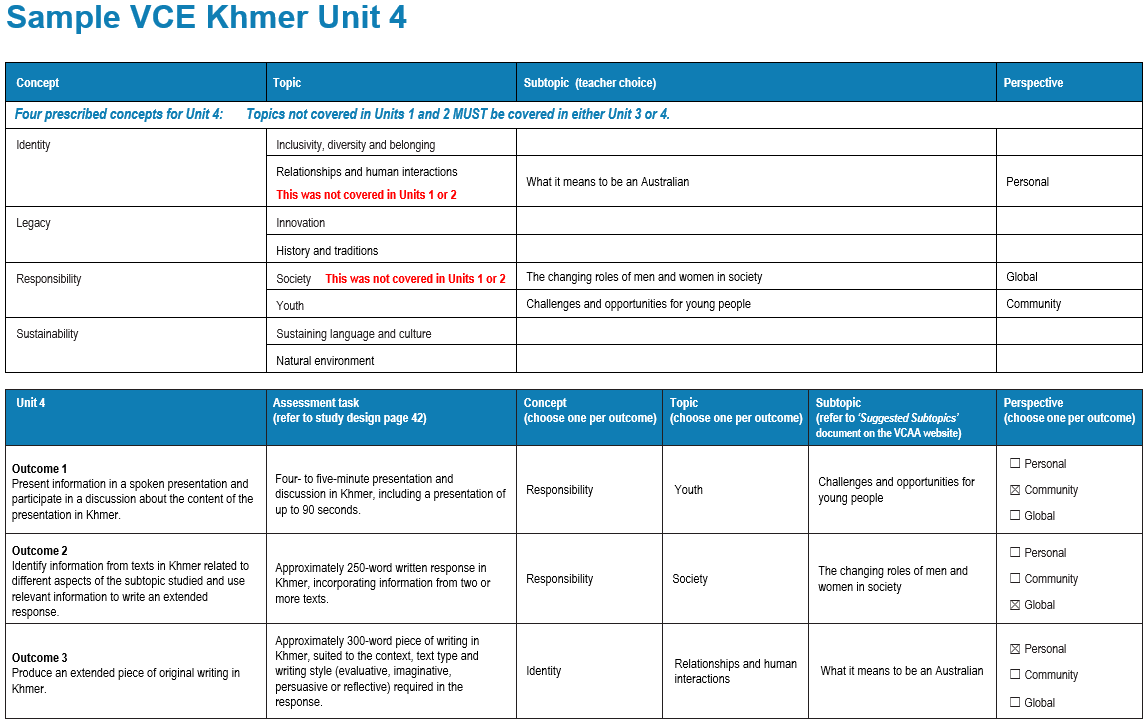 Sample VCE Khmer Unit 4
Concept Topic Subtopic (teacher choice) Perspective
Four prescribed concepts for Unit 4: Topics not covered in Units 1 and 2 MUST be covered in either Unit 3 or 4.
Identity
Inclusivity, diversity and belonging
Relationships and human interactions
This was not covered in Units 1 or 2
What it means to be an Australian
Personal
Legacy
Innovation
History and traditions
Responsibility
Society This was not covered in Units 1 or 2
The changing roles of men and women in society
Global
Youth
Challenges and opportunities for young people
Community
Sustainability
Sustaining language and culture
Natural environment
Unit 4
Assessment task
(refer to study design page 42)
Concept
(choose one per outcome)
Topic
(choose one per outcome)
Subtopic
(refer to ‘Suggested Subtopics’
document on the VCAA website)
Perspective
(choose one per outcome)
Outcome 1
Present information in a spoken presentation and
participate in a discussion about the content of the
presentation in Khmer.
Four- to five-minute presentation and
discussion in Khmer, including a presentation of
up to 90 seconds.
Responsibility
Youth
Challenges and opportunities for
young people
☐ Personal
☒ Community
☐ Global
Outcome 2
Identify information from texts in Khmer related to
different aspects of the subtopic studied and use
relevant information to write an extended
response.
Approximately 250-word written response in
Khmer, incorporating information from two or
more texts.
Responsibility
Society
The changing roles of men and
women in society
☐ Personal
☐ Community
☒ Global
Outcome 3
Produce an extended piece of original writing in
Khmer.
Approximately 300-word piece of writing in
Khmer, suited to the context, text type and
writing style (evaluative, imaginative,
persuasive or reflective) required in the
response.
Identity
Relationships and human
interactions
What it means to be an Australian
☒ Personal
☐ Community
☐ Global